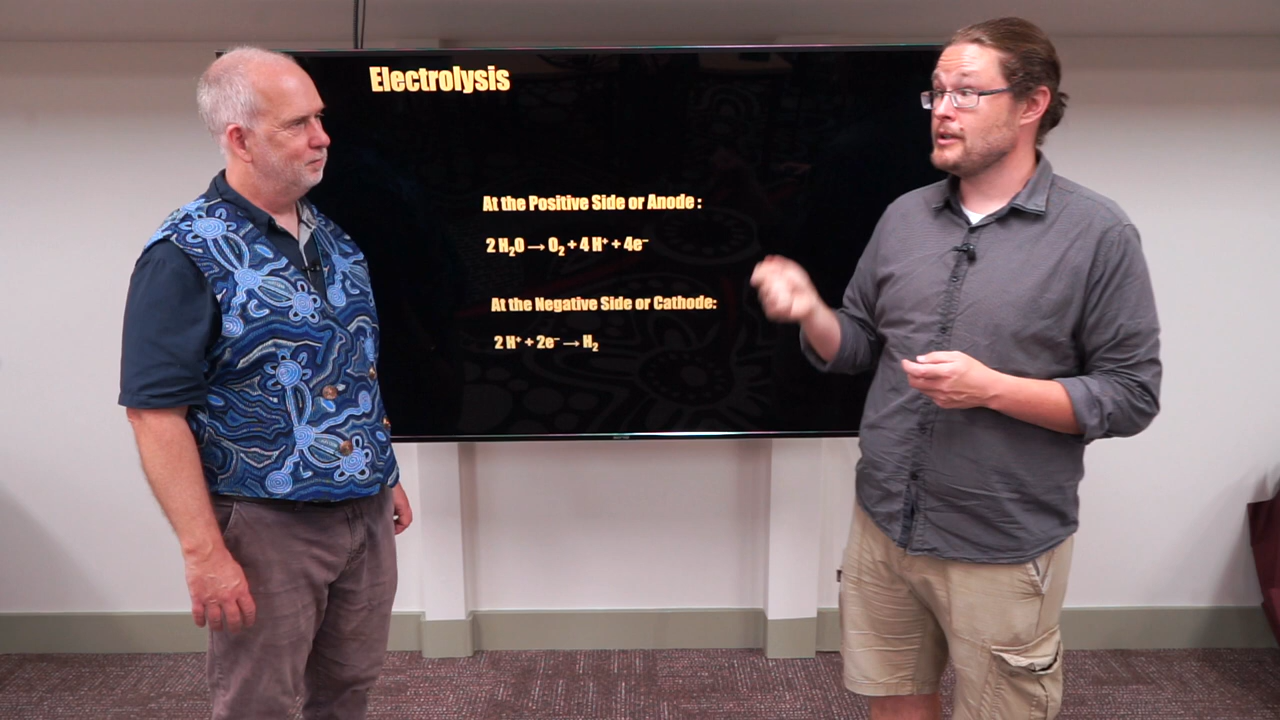 Electrolysis
At the Positive Side or Anode :
2 H₂O → O₂ + 4 H⁺ + 4e⁻
At the Negative Side or Cathode:
2 H⁺ + 2e⁻ → H₂